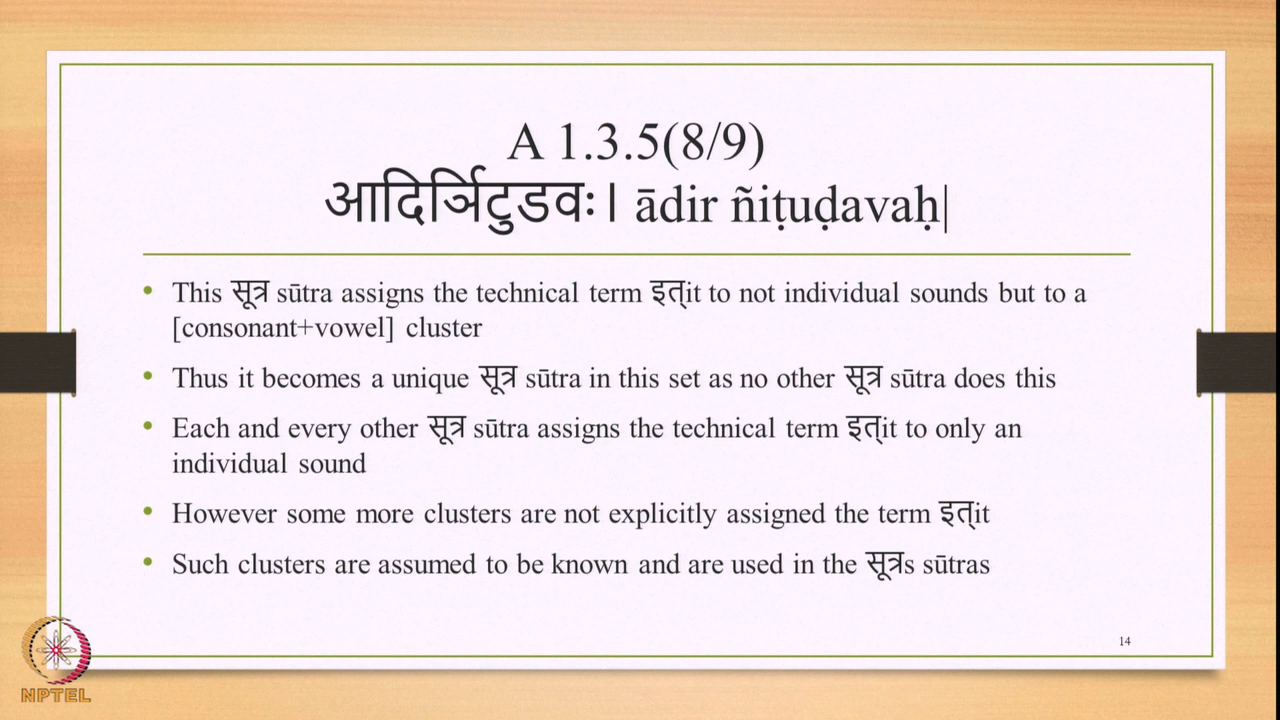 A 1.3.5(8/9)
आदिर्ञिटुडवः। ādir ñiṭuḍavaḥ|
• This सूत्र sūtra assigns the technical term इत्it to not individual sounds but to a
[consonant+vowel] cluster
• Thus it becomes a unique सूत्र sūtra in this set as no other सूत्र sūtra does this
• Each and every other सूत्र sūtra assigns the technical term इत्it to only an
individual sound
• However some more clusters are not explicitly assigned the term इत्it
• Such clusters are assumed to be known and are used in the सूत्रs sūtras
14
NPTEL